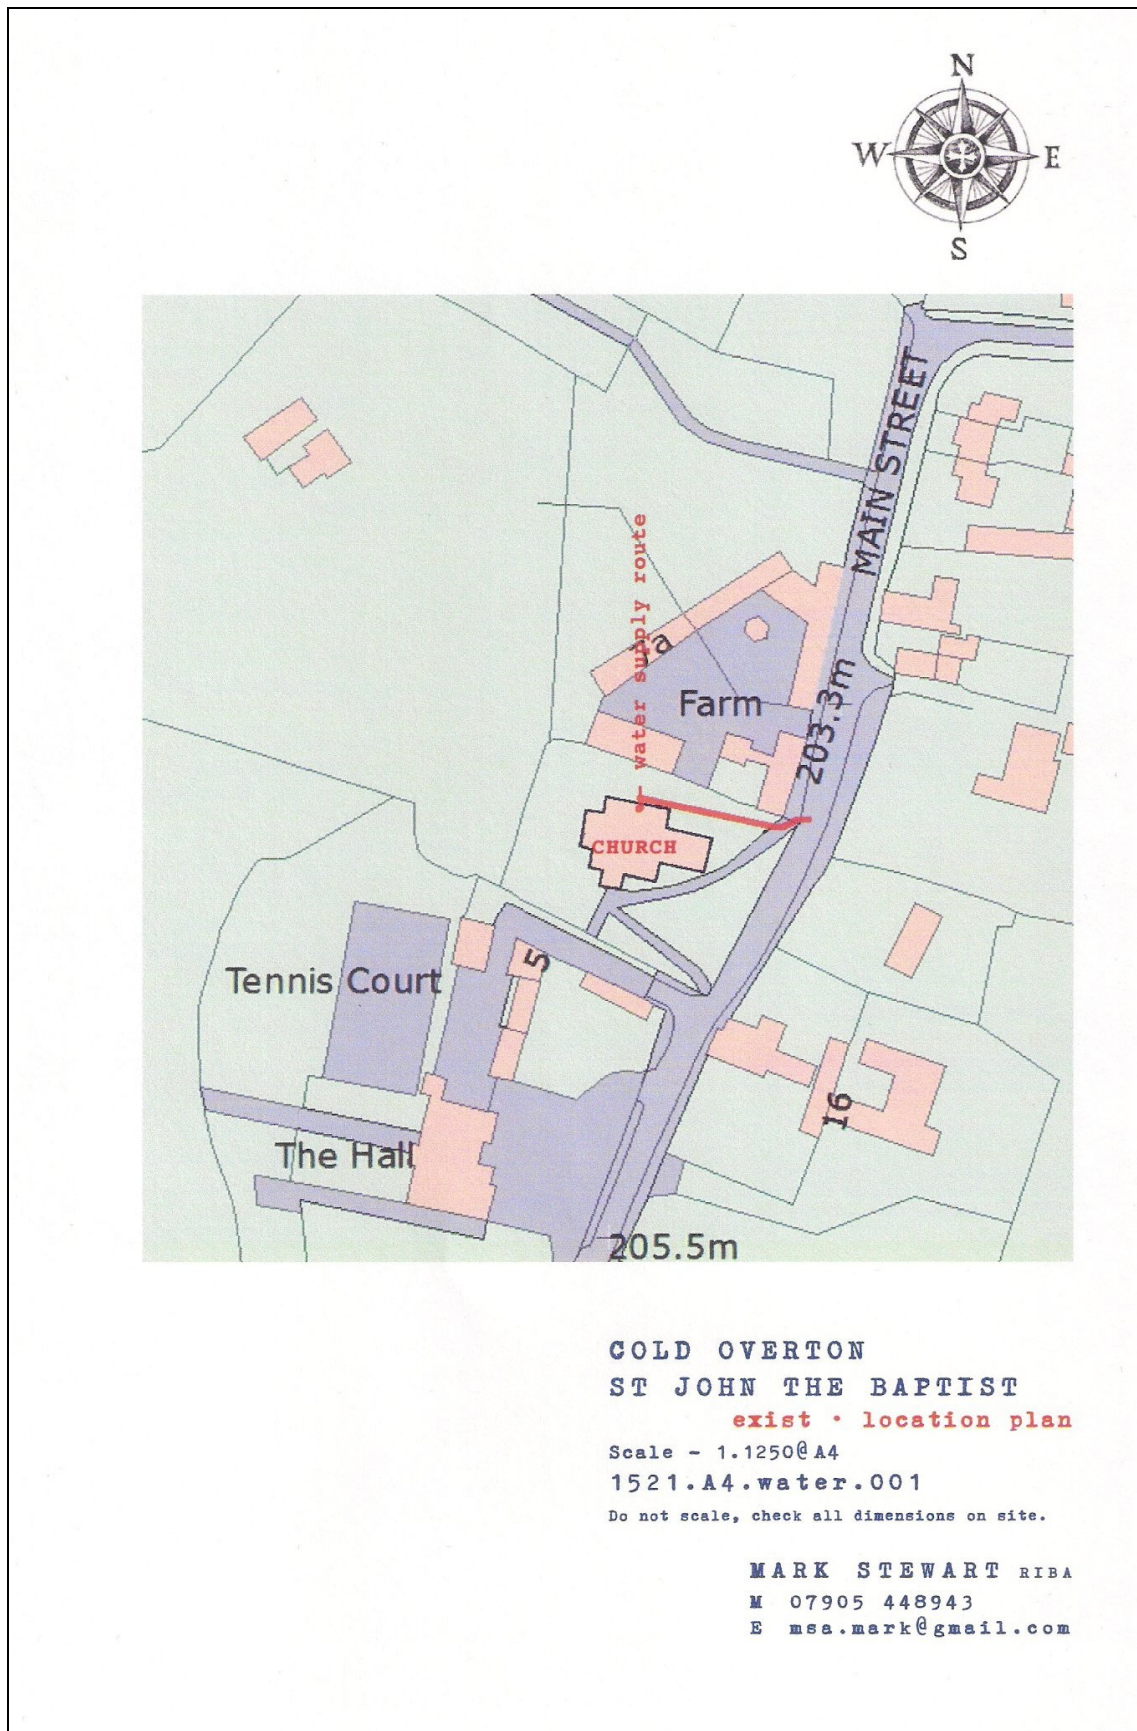 N
W E
S
MAIN STREET
water supply route
Farm
203.3m
CHURCH
5
Tennis Court
16
The Hall
205.5m
COLD OVERTON
ST JOHN THE BAPTIST
exist • location plan
Scale - 1.1250@A4
1521.A4.water.001
Do not scale, check all dimensions on site.
MARK STEWART RIBA
M 07905 448943
E msa.mark@gmail.com